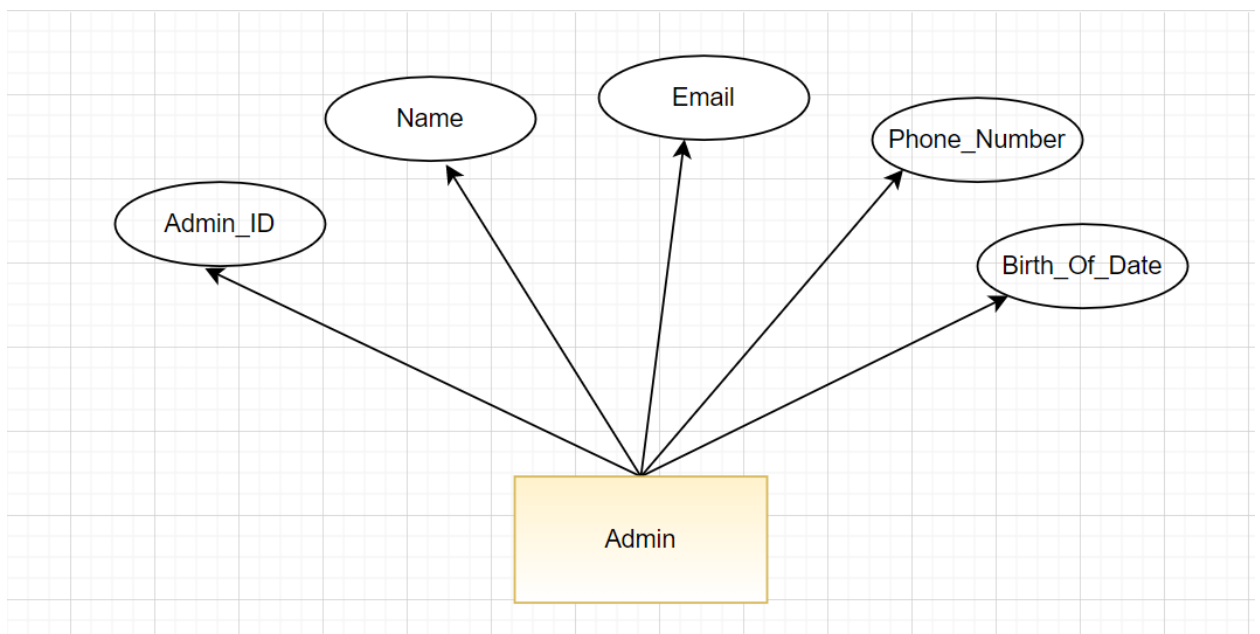 Email
Name
Phone_Number
Admin_ID
Birth_Of_Date
Admin